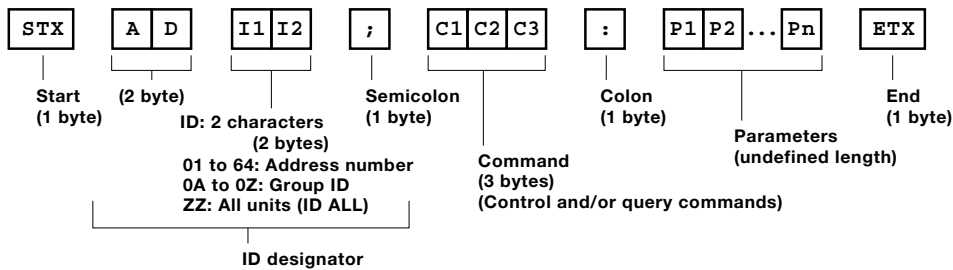 STX A D I1 I2 ; C1 C2 C3 : P1 P2 ... Pn ETX
Start
(1 byte)
(2 byte)
ID: 2 characters
(2 bytes)
01 to 64: Address number
0A to 0Z: Group ID
ZZ: All units (ID ALL)
ID designator
Semicolon
(1 byte)
Command
(3 bytes)
(Control and/or query commands)
Colon
(1 byte)
Parameters
(undefined length)
End
(1 byte)